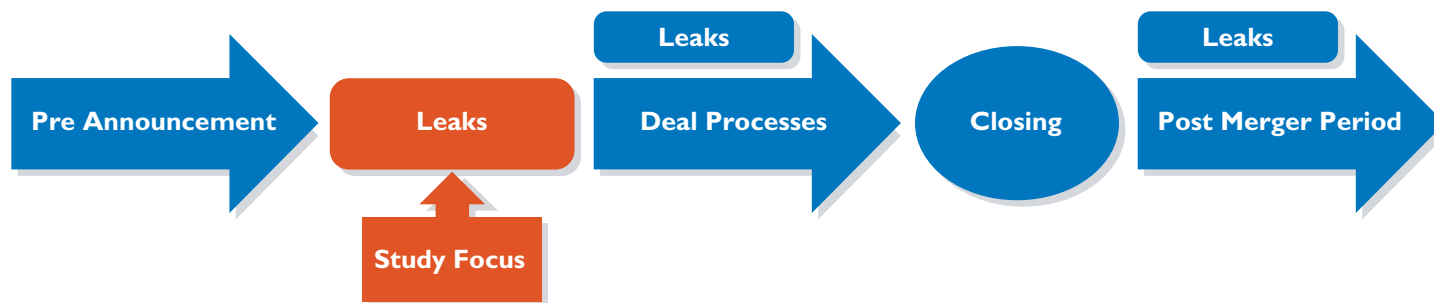 Leaks
Leaks
Pre Announcement
Leaks
Deal Processes
Closing
Post Merger Period
Study Focus